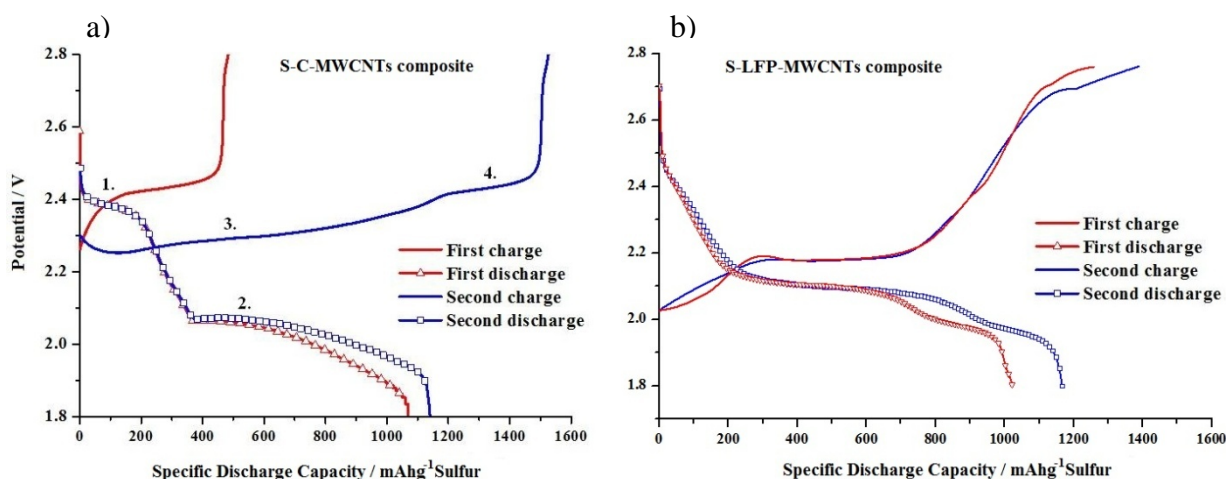 a)
b)
S-C-MWCNTs composite
Potential / V
2.8
2.6
2.4
2.2
2.0
1.8
1.
2.
3.
4.
First charge
First discharge
Second charge
Second discharge
0 200 400 600 800 1000 1200 1400 1600
Specific Discharge Capacity / mAhg⁻¹Sulfur
S-LFP-MWCNTs composite
2.8
2.6
2.4
2.2
2.0
1.8
First charge
First discharge
Second charge
Second discharge
0 200 400 600 800 1000 1200 1400 1600
Specific Discharge Capacity / mAhg⁻¹Sulfur